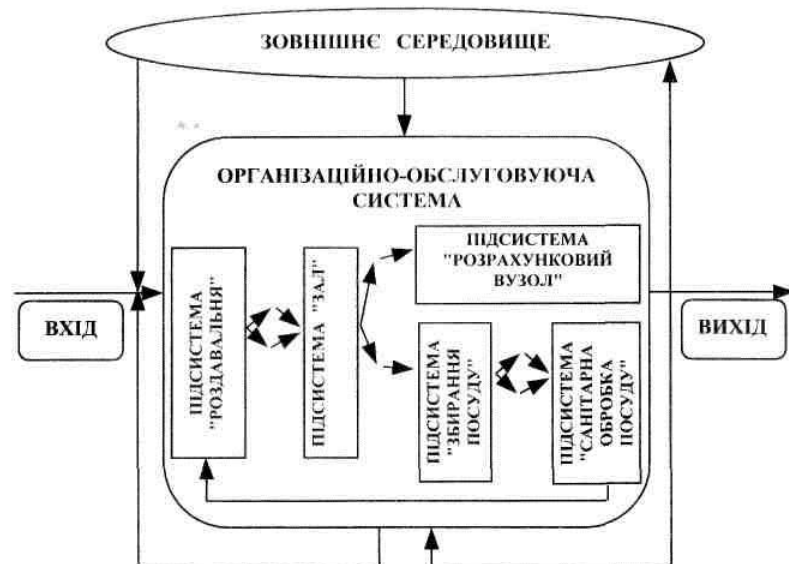 ЗОВНІШНЄ СЕРЕДОВИЩЕ
ОРГАНІЗАЦІЙНО-ОБСЛУГОВУЮЧА
СИСТЕМА
ПІДСИСТЕМА
"РОЗДАВАЛЬНЯ"
ПІДСИСТЕМА "ЗАЛ"
ПІДСИСТЕМА
"РОЗРАХУНКОВИЙ
ВУЗОЛ"
ПІДСИСТЕМА
"ЗБИРАННЯ
ПОСУДУ"
ПІДСИСТЕМА
"САНІТАРНА
ОБРОБКА
ПОСУДУ"
ВХІД
ВИХІД